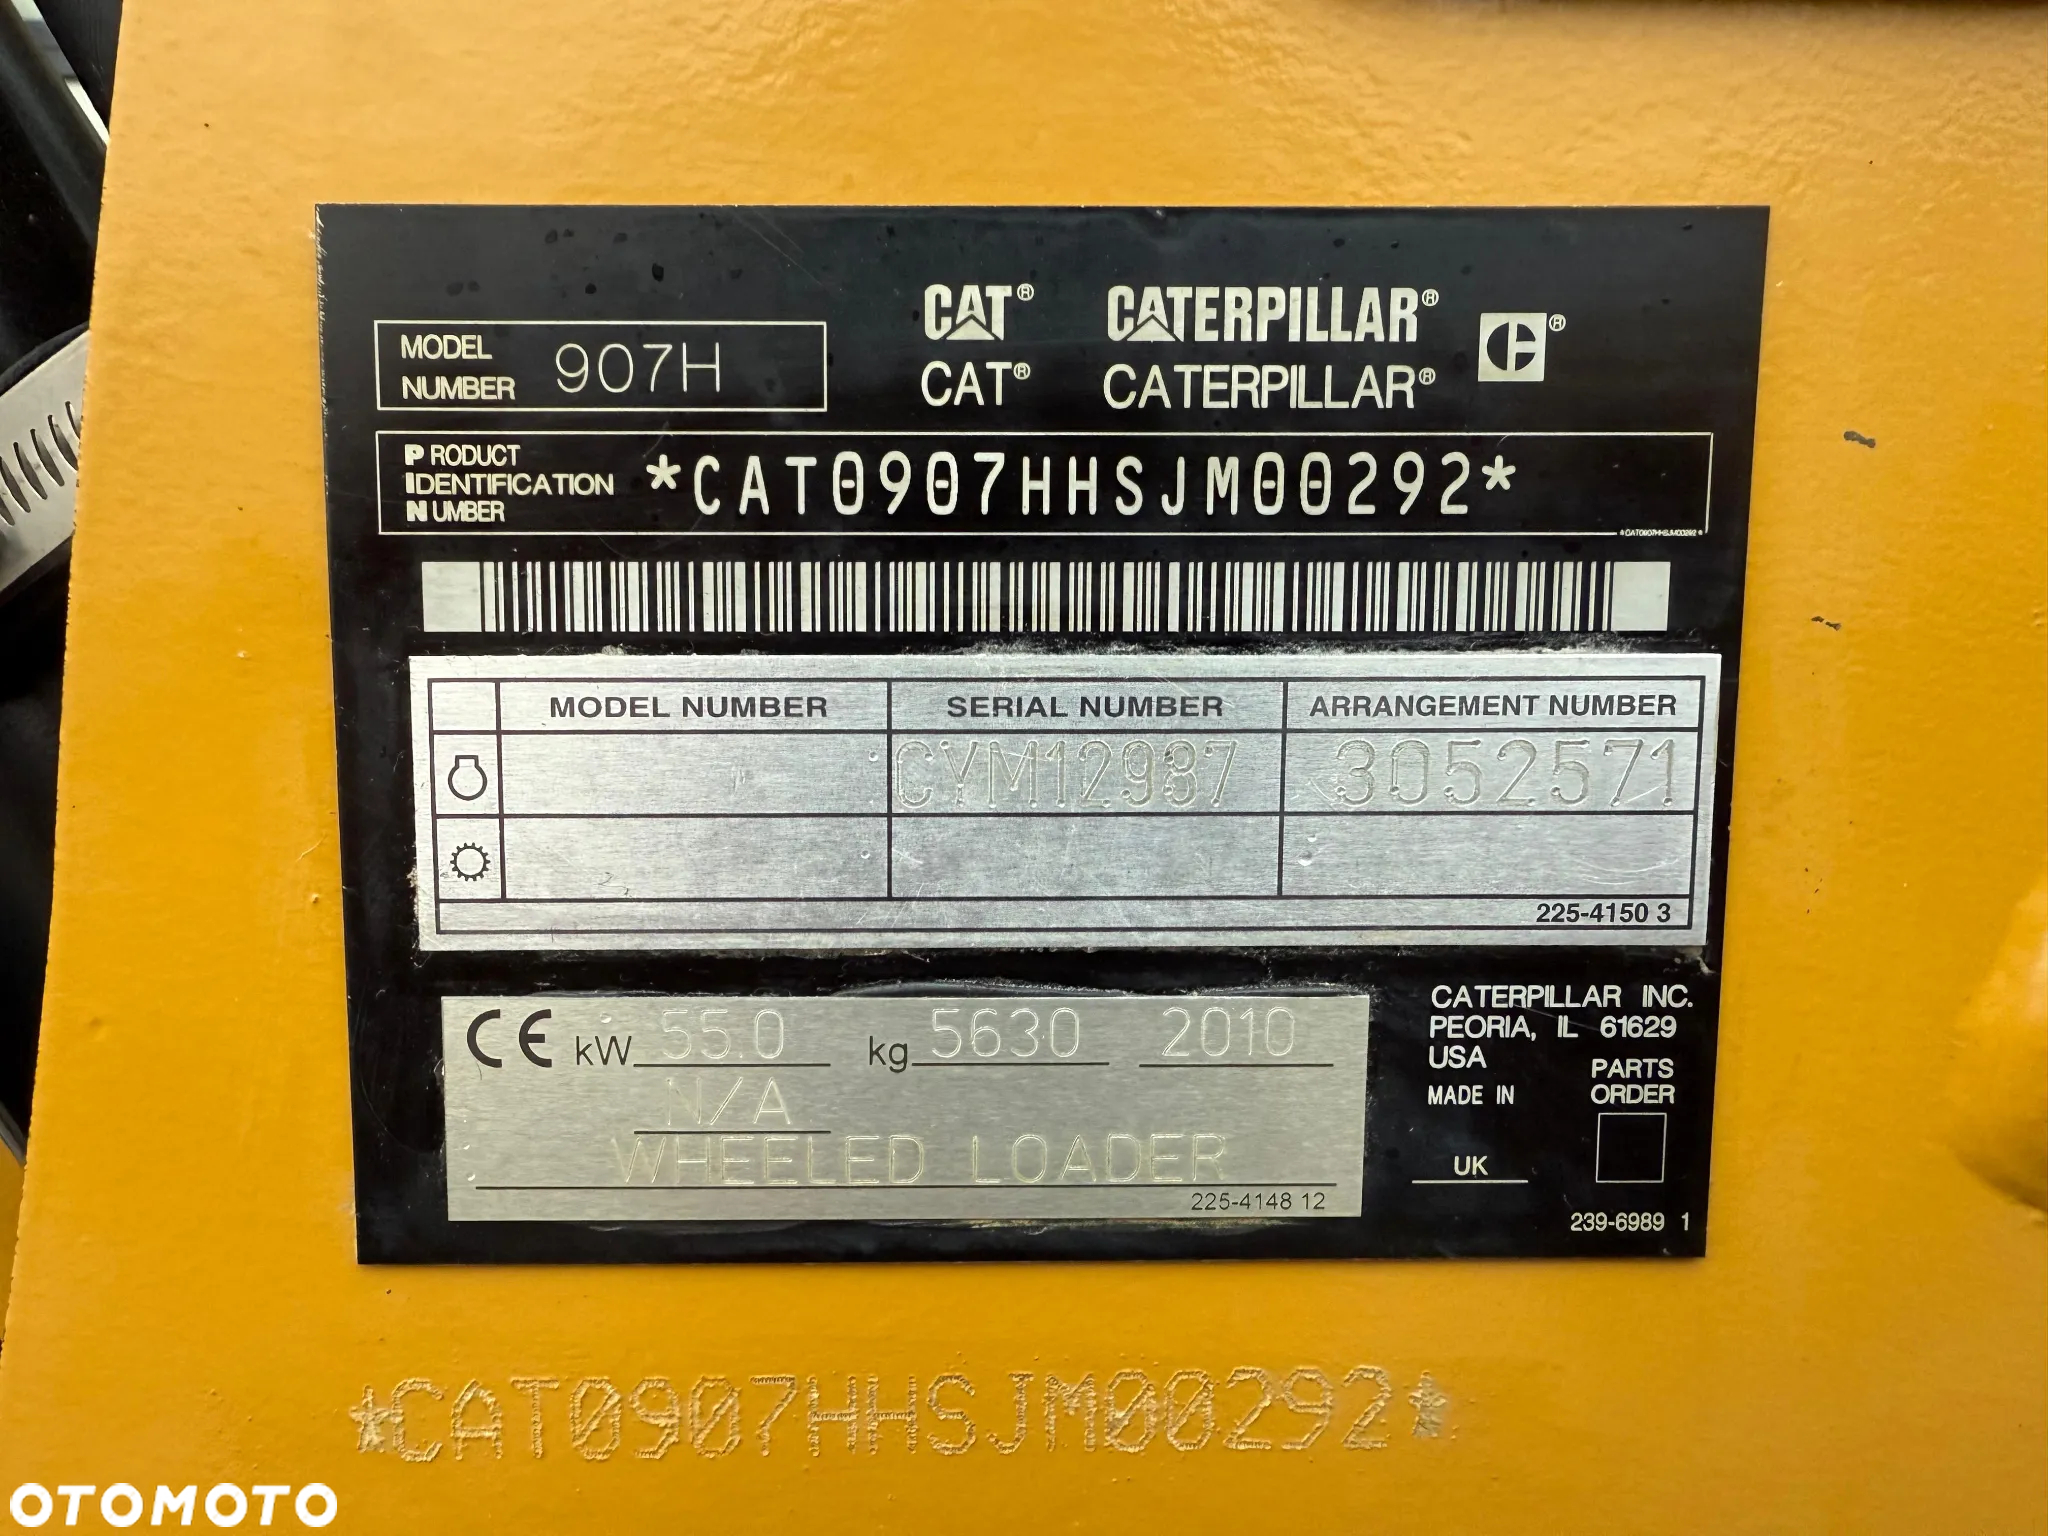 CAT® CATERPILLAR® ®
MODEL NUMBER 907H CAT® CATERPILLAR®
PRODUCT IDENTIFICATION NUMBER *CAT0907HHSJM00292*
*CAT0907HHSJM00292*
MODEL NUMBER SERIAL NUMBER ARRANGEMENT NUMBER
CYM12987 3052571
225-4150 3
CE kW 55.0 kg 5630 2010
N/A
WHEELED LOADER
225-4148 12
CATERPILLAR INC.
PEORIA, IL 61629
USA
MADE IN
UK
PARTS
ORDER
239-6989 1
*CAT0907HHSJM00292*
OTOMOTO